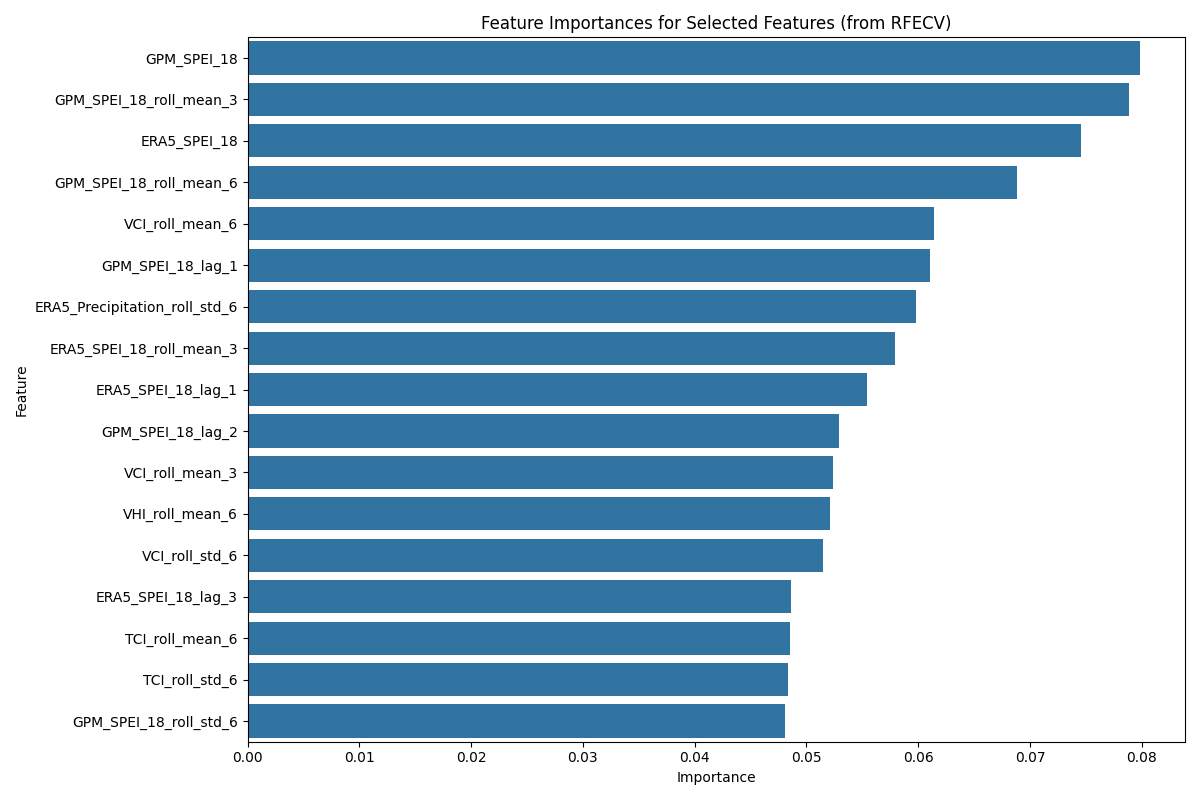 Feature Importances for Selected Features (from RFECV)
GPM_SPEI_18
GPM_SPEI_18_roll_mean_3
ERA5_SPEI_18
GPM_SPEI_18_roll_mean_6
VCI_roll_mean_6
GPM_SPEI_18_lag_1
ERA5_Precipitation_roll_std_6
ERA5_SPEI_18_roll_mean_3
ERA5_SPEI_18_lag_1
GPM_SPEI_18_lag_2
VCI_roll_mean_3
VHI_roll_mean_6
VCI_roll_std_6
ERA5_SPEI_18_lag_3
TCI_roll_mean_6
TCI_roll_std_6
GPM_SPEI_18_roll_std_6
Feature
0.00 0.01 0.02 0.03 0.04 0.05 0.06 0.07 0.08
Importance